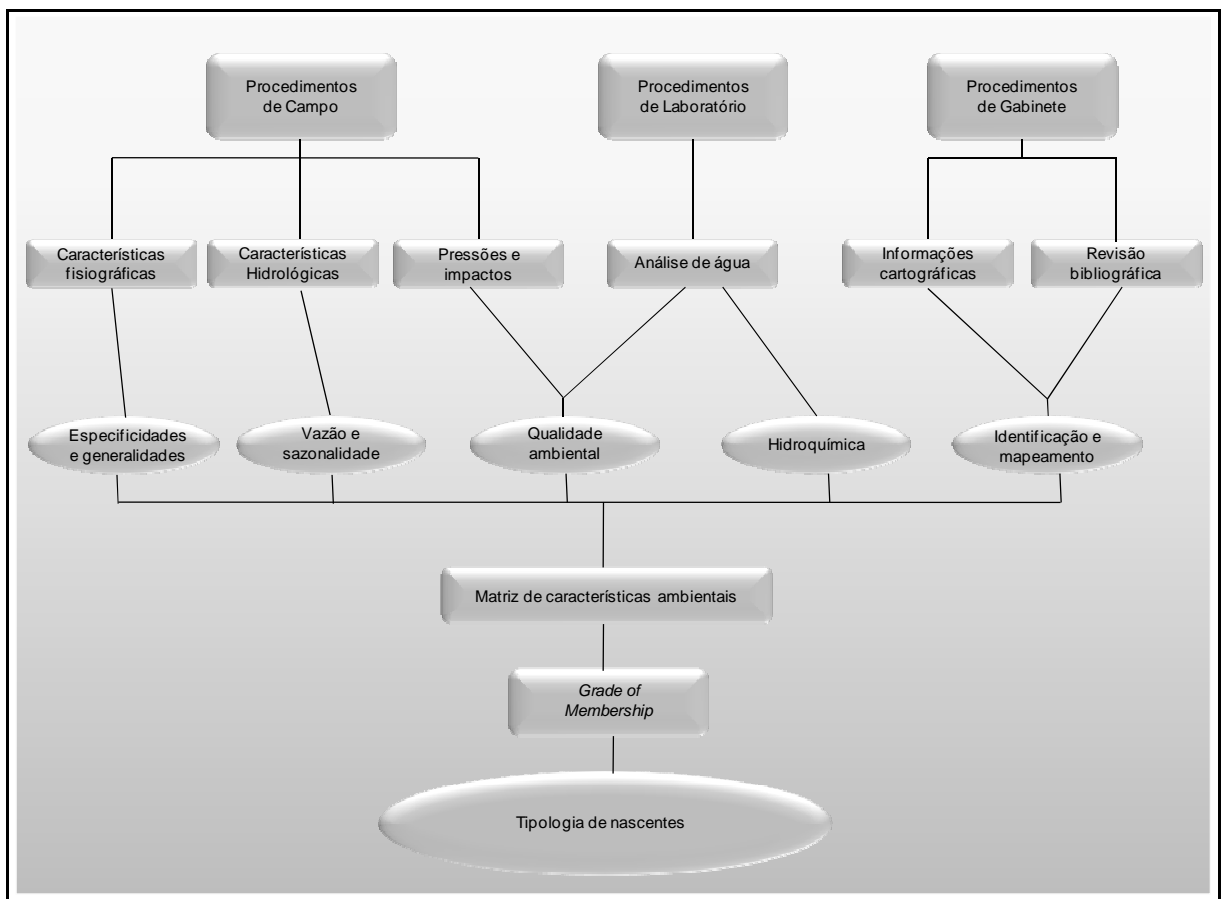 Procedimentos
de Campo
Procedimentos
de Laboratório
Procedimentos
de Gabinete
Características
fisiográficas
Características
Hidrológicas
Pressões e
impactos
Análise de água
Informações
cartográficas
Revisão
bibliográfica
Especificidades
e generalidades
Vazão e
sazonalidade
Qualidade
ambiental
Hidroquímica
Identificação e
mapeamento
Matriz de características ambientais
Grade of
Membership
Tipologia de nascentes